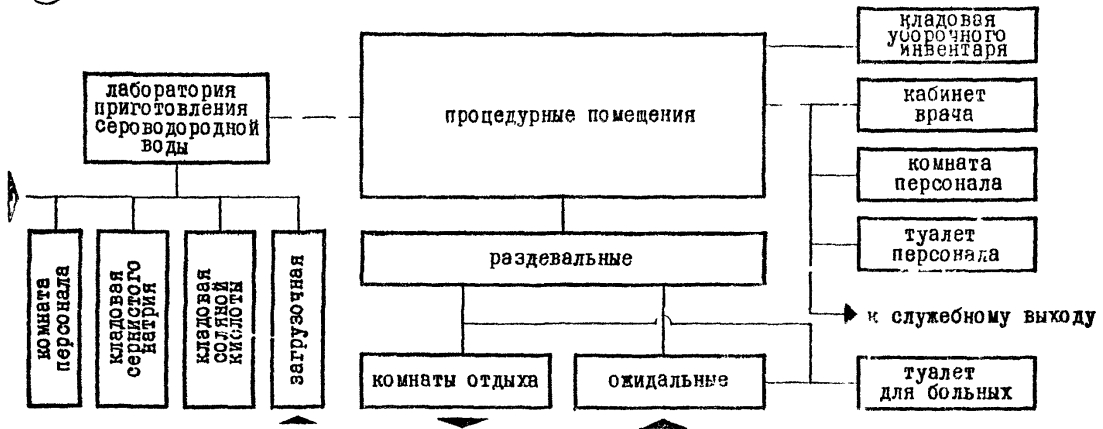 кладовая
уборочного
инвентаря
лаборатория
приготовления
сероводородной
воды
процедурные помещения
кабинет
врача
комната
персонала
туалет
персонала
раздевальные
комната
персонала
кладовая
сернистого
натрия
кладовая
соляной
кислоты
загрузочная
к служебному выходу
комнаты отдыха
ожидальные
туалет
для больных